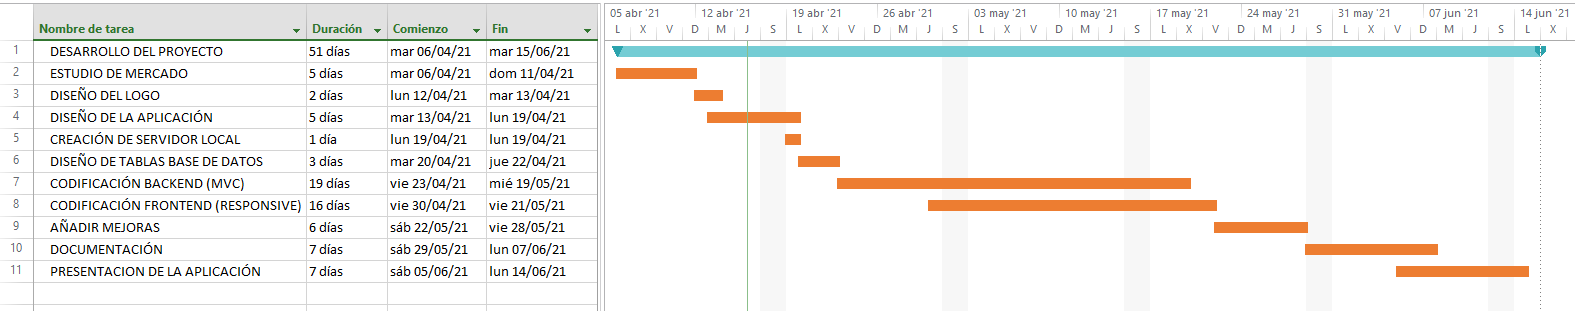 05 abr '21 12 abr '21 19 abr '21 26 abr '21 03 may '21 10 may '21 17 may '21 24 may '21 31 may '21 07 jun '21 14 jun '21
Nombre de tarea Duración Comienzo Fin L X V D M J S L X V D M J S L X V D M J S L X V D M J S L X V D M J S L X
1 DESARROLLO DEL PROYECTO 51 días mar 06/04/21 mar 15/06/21
2 ESTUDIO DE MERCADO 5 días mar 06/04/21 dom 11/04/21
3 DISEÑO DEL LOGO 2 días lun 12/04/21 mar 13/04/21
4 DISEÑO DE LA APLICACIÓN 5 días mar 13/04/21 lun 19/04/21
5 CREACIÓN DE SERVIDOR LOCAL 1 día lun 19/04/21 lun 19/04/21
6 DISEÑO DE TABLAS BASE DE DATOS 3 días mar 20/04/21 jue 22/04/21
7 CODIFICACIÓN BACKEND (MVC) 19 días vie 23/04/21 mié 19/05/21
8 CODIFICACIÓN FRONTEND (RESPONSIVE) 16 días vie 30/04/21 vie 21/05/21
9 AÑADIR MEJORAS 6 días sáb 22/05/21 vie 28/05/21
10 DOCUMENTACIÓN 7 días sáb 29/05/21 lun 07/06/21
11 PRESENTACION DE LA APLICACIÓN 7 días sáb 05/06/21 lun 14/06/21